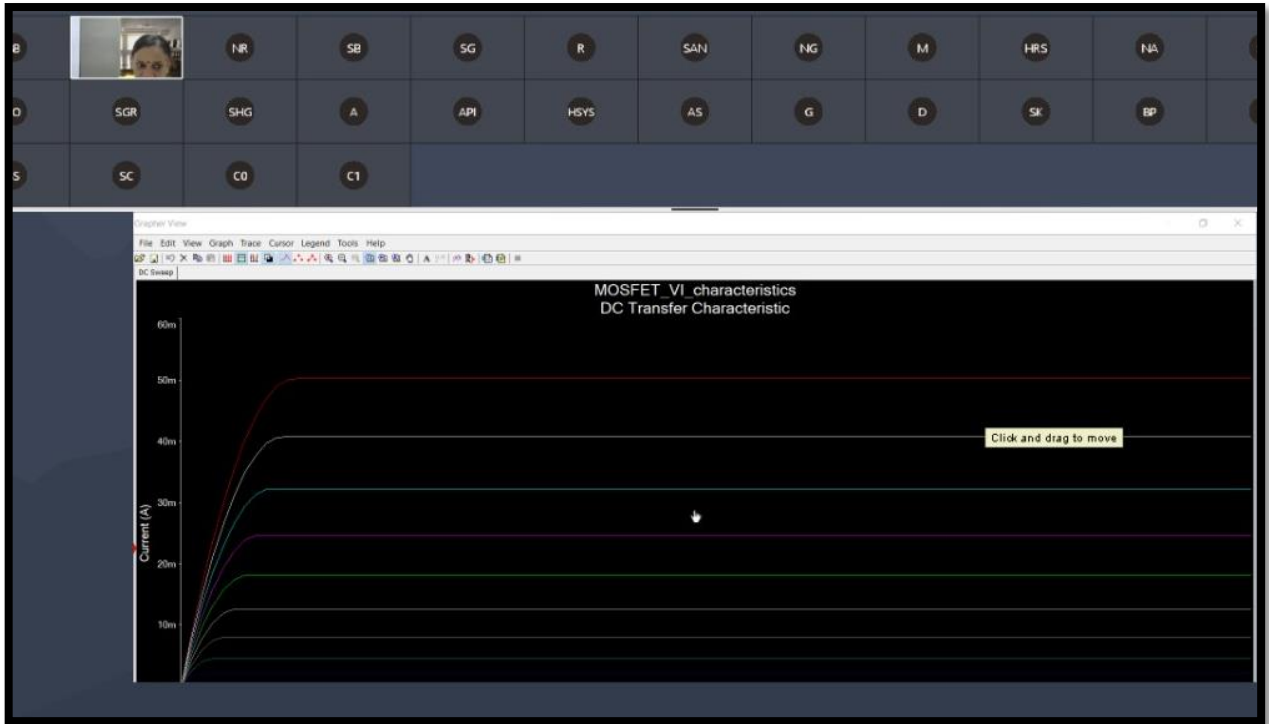 NR SB SG R SAN NG M HRS NA
SGR SHG A API HSYS AS G D SK BP
SC C0 C1
Grapher View
File Edit View Graph Trace Cursor Legend Tools Help
DC Sweep
MOSFET_VI_characteristics
DC Transfer Characteristic
60m
50m
40m
Click and drag to move
30m
Current (A)
20m
10m